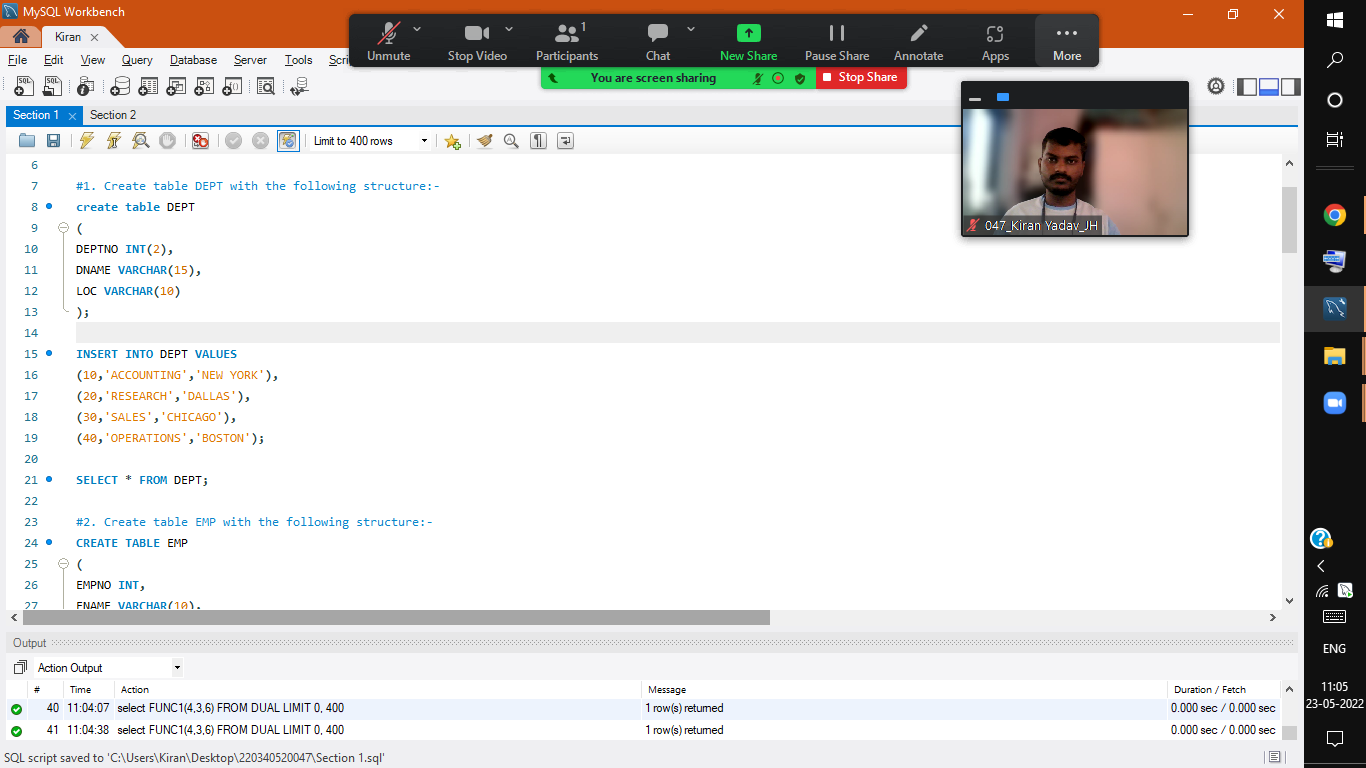 MySQL Workbench
Kiran
File Edit View Query Database Server Tools
Unmute Stop Video Participants 1 Chat New Share Pause Share Annotate Apps More
You are screen sharing Stop Share
Section 1 Section 2
Limit to 400 rows
047_Kiran Yadav_JH
6
7 #1. Create table DEPT with the following structure:-
8 create table DEPT
9 (
10 DEPTNO INT(2),
11 DNAME VARCHAR(15),
12 LOC VARCHAR(10)
13 );
14
15 INSERT INTO DEPT VALUES
16 (10,'ACCOUNTING','NEW YORK'),
17 (20,'RESEARCH','DALLAS'),
18 (30,'SALES','CHICAGO'),
19 (40,'OPERATIONS','BOSTON');
20
21 SELECT * FROM DEPT;
22
23 #2. Create table EMP with the following structure:-
24 CREATE TABLE EMP
25 (
26 EMPNO INT,
27 ENAME VARCHAR(10),
Output
Action Output
# Time Action Message Duration / Fetch
40 11:04:07 select FUNC1(4,3,6) FROM DUAL LIMIT 0, 400 1 row(s) returned 0.000 sec / 0.000 sec
41 11:04:38 select FUNC1(4,3,6) FROM DUAL LIMIT 0, 400 1 row(s) returned 0.000 sec / 0.000 sec
SQL script saved to 'C:\Users\Kiran\Desktop\220340520047\Section 1.sql'
ENG
11:05
23-05-2022